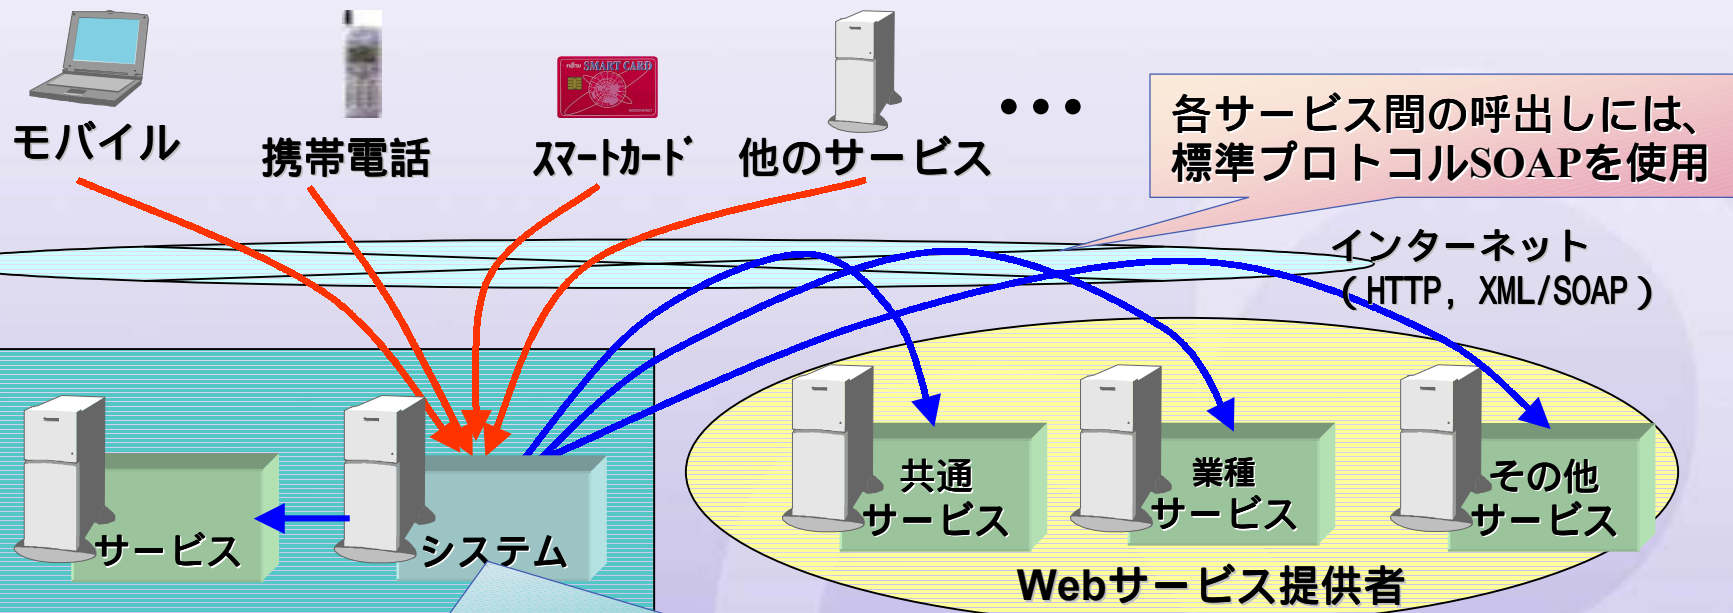 モバイル
携帯電話
FUJITSU SMART CARD
ｽﾏｰﾄｶｰﾄﾞ
他のサービス
•••
各サービス間の呼出しには、
標準プロトコルSOAPを使用
インターネット
（HTTP, XML/SOAP）
サービス
システム
共通
サービス
業種
サービス
その他
サービス
Webサービス提供者